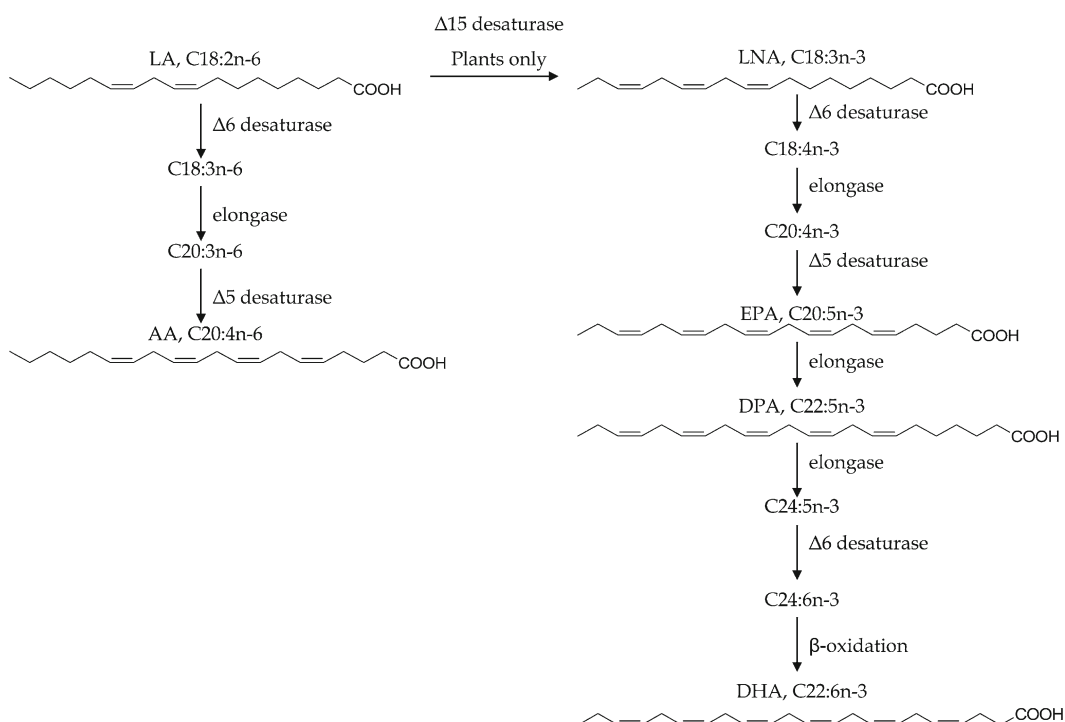 Δ15 desaturase
Plants only
LA, C18:2n-6
COOH
Δ6 desaturase
C18:3n-6
elongase
C20:3n-6
Δ5 desaturase
AA, C20:4n-6
COOH
LNA, C18:3n-3
COOH
Δ6 desaturase
C18:4n-3
elongase
C20:4n-3
Δ5 desaturase
EPA, C20:5n-3
COOH
elongase
DPA, C22:5n-3
COOH
elongase
C24:5n-3
Δ6 desaturase
C24:6n-3
β-oxidation
DHA, C22:6n-3
COOH